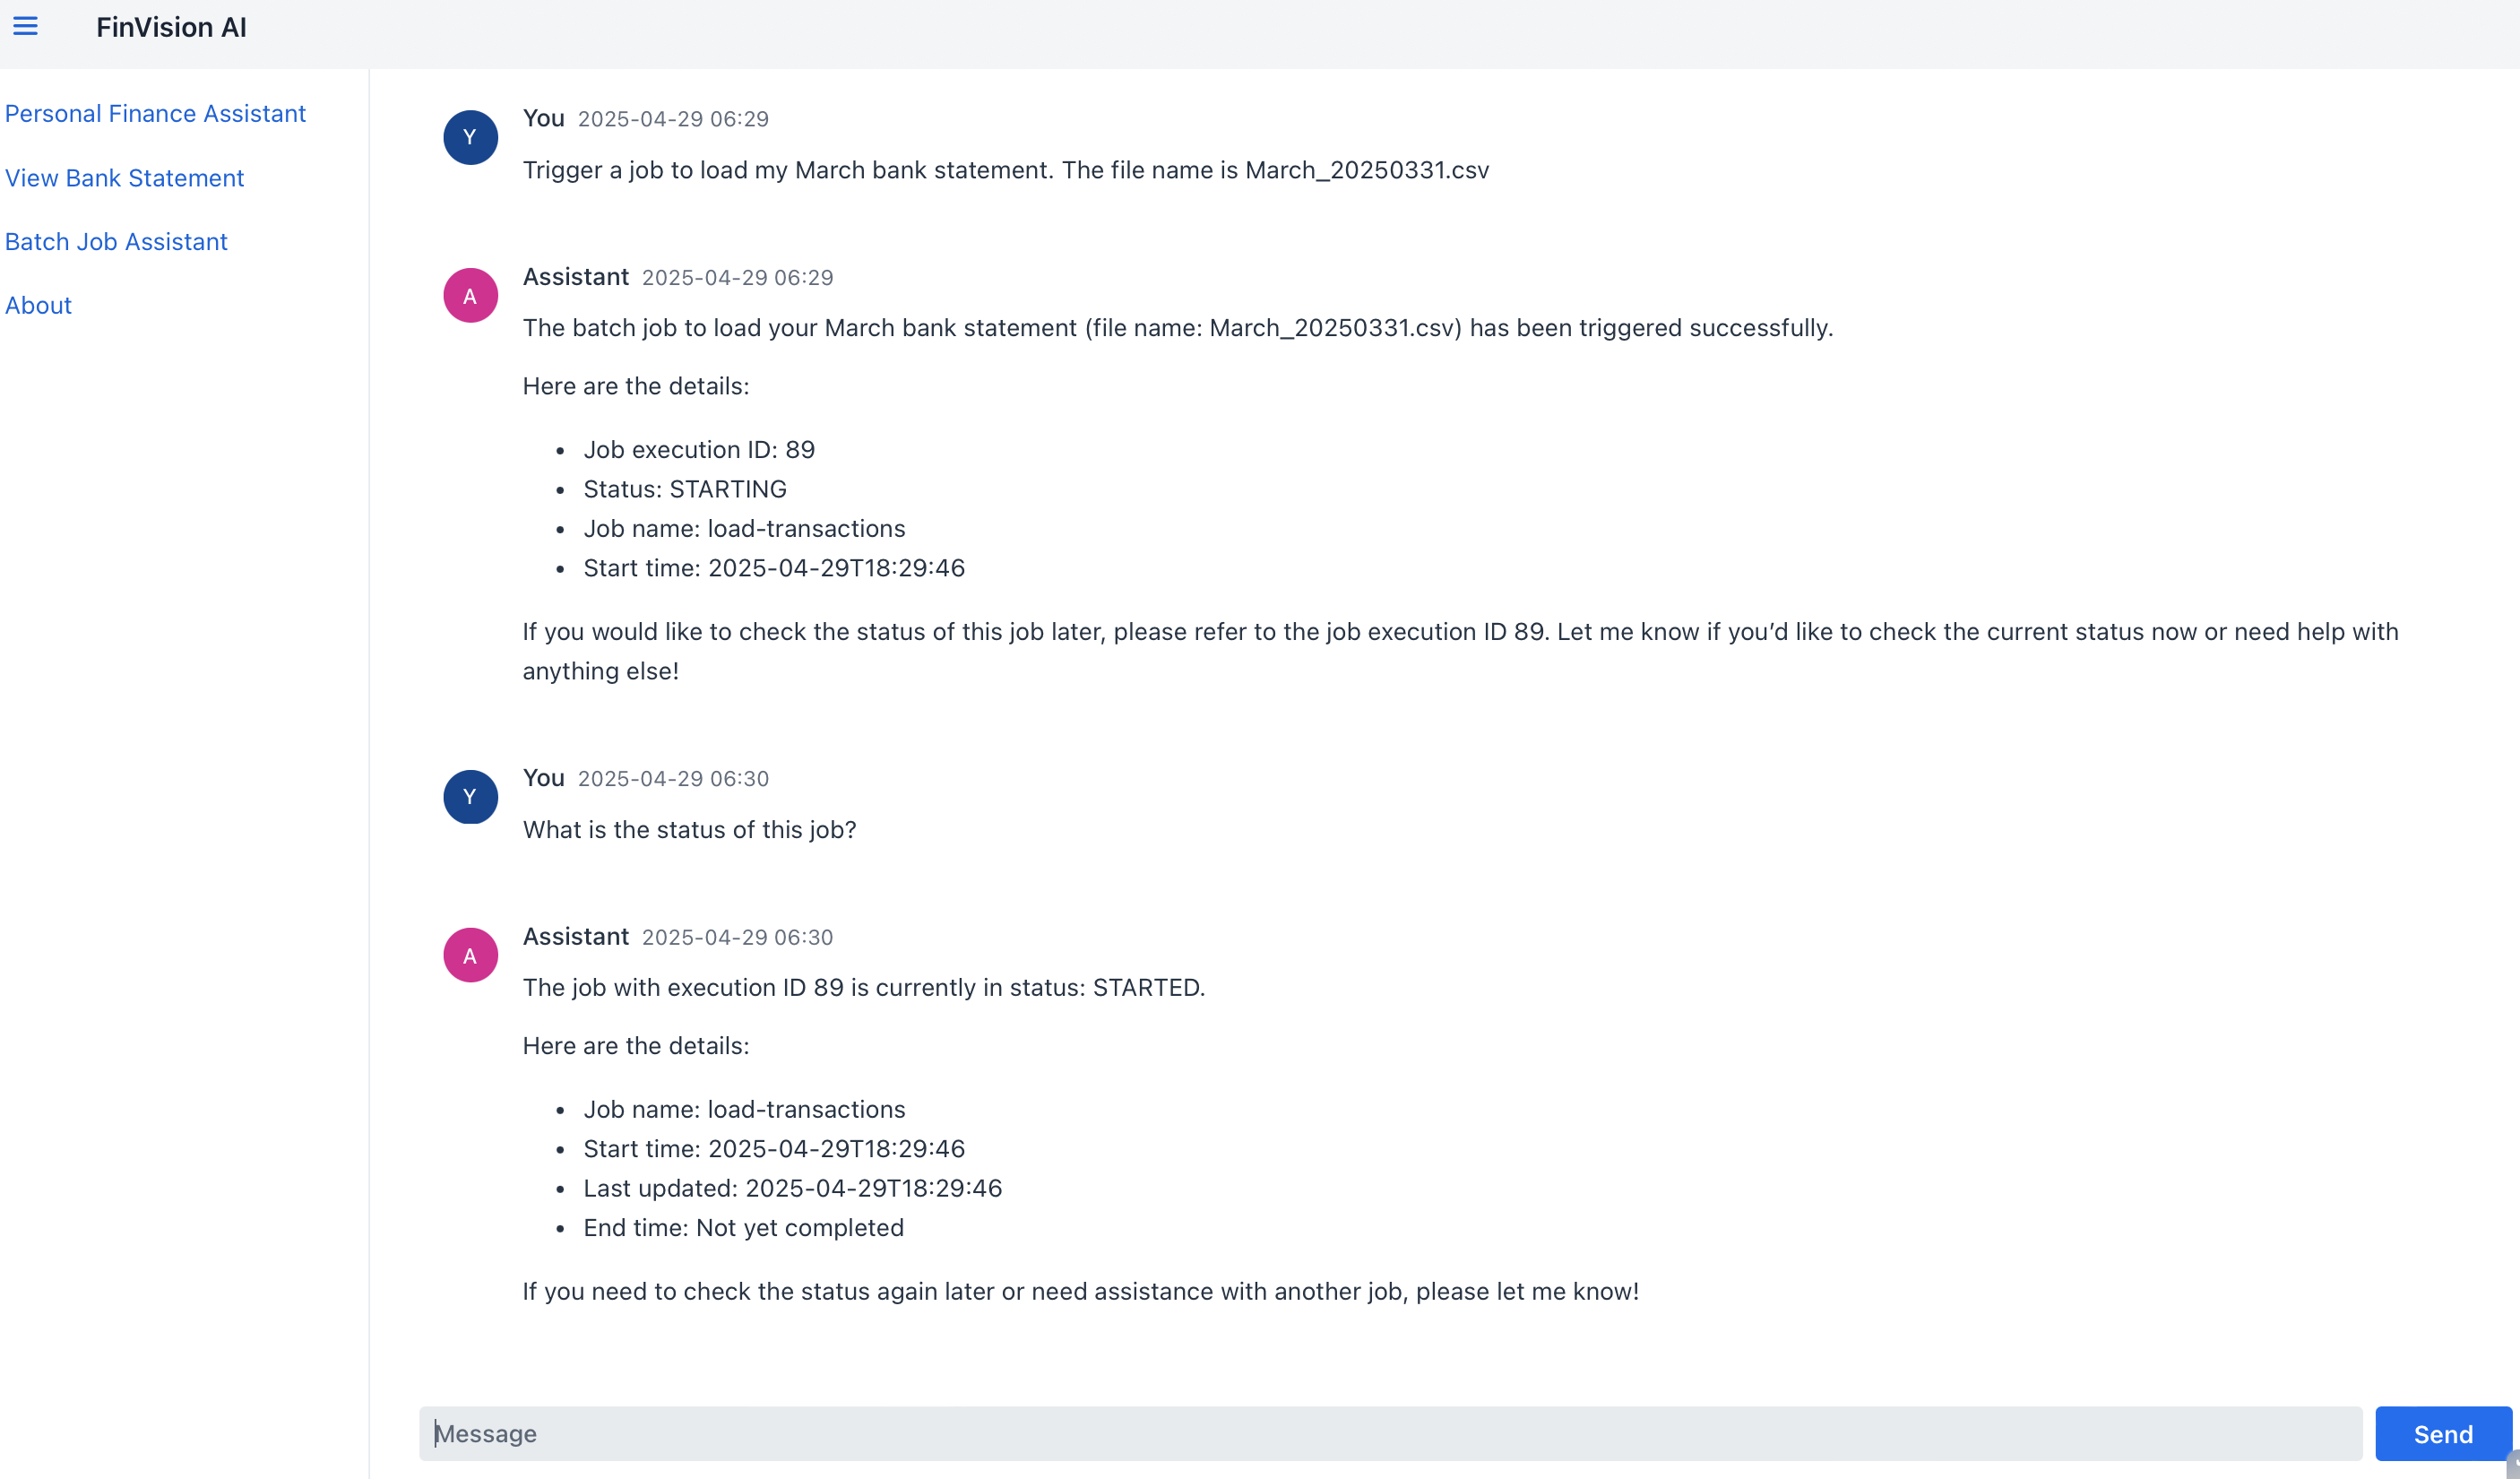 FinVision AI
Personal Finance Assistant
View Bank Statement
Batch Job Assistant
About
Y
You 2025-04-29 06:29
Trigger a job to load my March bank statement. The file name is March_20250331.csv
A
Assistant 2025-04-29 06:29
The batch job to load your March bank statement (file name: March_20250331.csv) has been triggered successfully.
Here are the details:
• Job execution ID: 89
• Status: STARTING
• Job name: load-transactions
• Start time: 2025-04-29T18:29:46
If you would like to check the status of this job later, please refer to the job execution ID 89. Let me know if you’d like to check the current status now or need help with
anything else!
Y
You 2025-04-29 06:30
What is the status of this job?
A
Assistant 2025-04-29 06:30
The job with execution ID 89 is currently in status: STARTED.
Here are the details:
• Job name: load-transactions
• Start time: 2025-04-29T18:29:46
• Last updated: 2025-04-29T18:29:46
• End time: Not yet completed
If you need to check the status again later or need assistance with another job, please let me know!
Message
Send